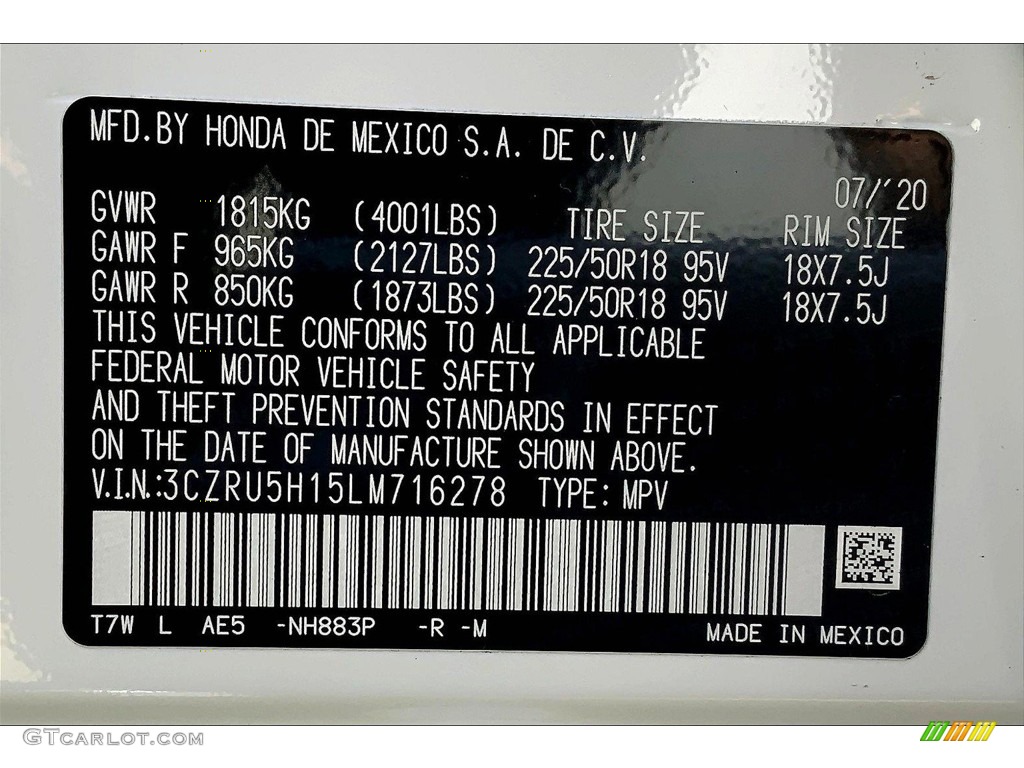 MFD.BY HONDA DE MEXICO S.A. DE C.V.
07/'20
GVWR 1815KG (4001LBS) TIRE SIZE RIM SIZE
GAWR F 965KG (2127LBS) 225/50R18 95V 18X7.5J
GAWR R 850KG (1873LBS) 225/50R18 95V 18X7.5J
THIS VEHICLE CONFORMS TO ALL APPLICABLE
FEDERAL MOTOR VEHICLE SAFETY
AND THEFT PREVENTION STANDARDS IN EFFECT
ON THE DATE OF MANUFACTURE SHOWN ABOVE.
V.I.N.:3CZRU5H15LM716278 TYPE: MPV
T7W L AE5 -NH883P -R -M MADE IN MEXICO
GTCARLOT.COM